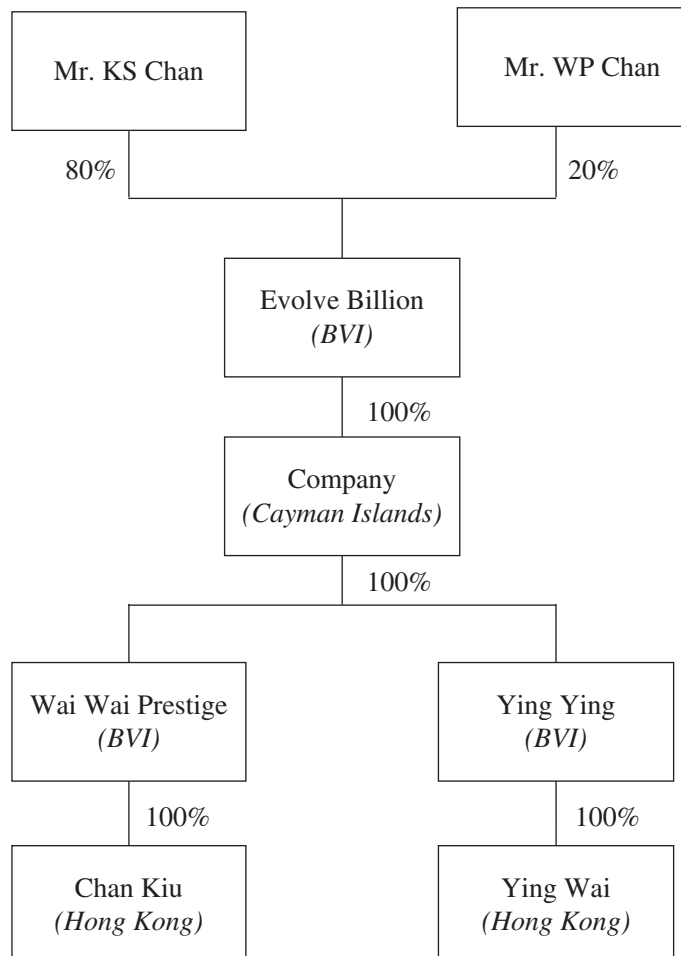 Mr. KS Chan
Mr. WP Chan
80%
20%
Evolve Billion
(BVI)
100%
Company
(Cayman Islands)
100%
Wai Wai Prestige
(BVI)
Ying Ying
(BVI)
100%
100%
Chan Kiu
(Hong Kong)
Ying Wai
(Hong Kong)